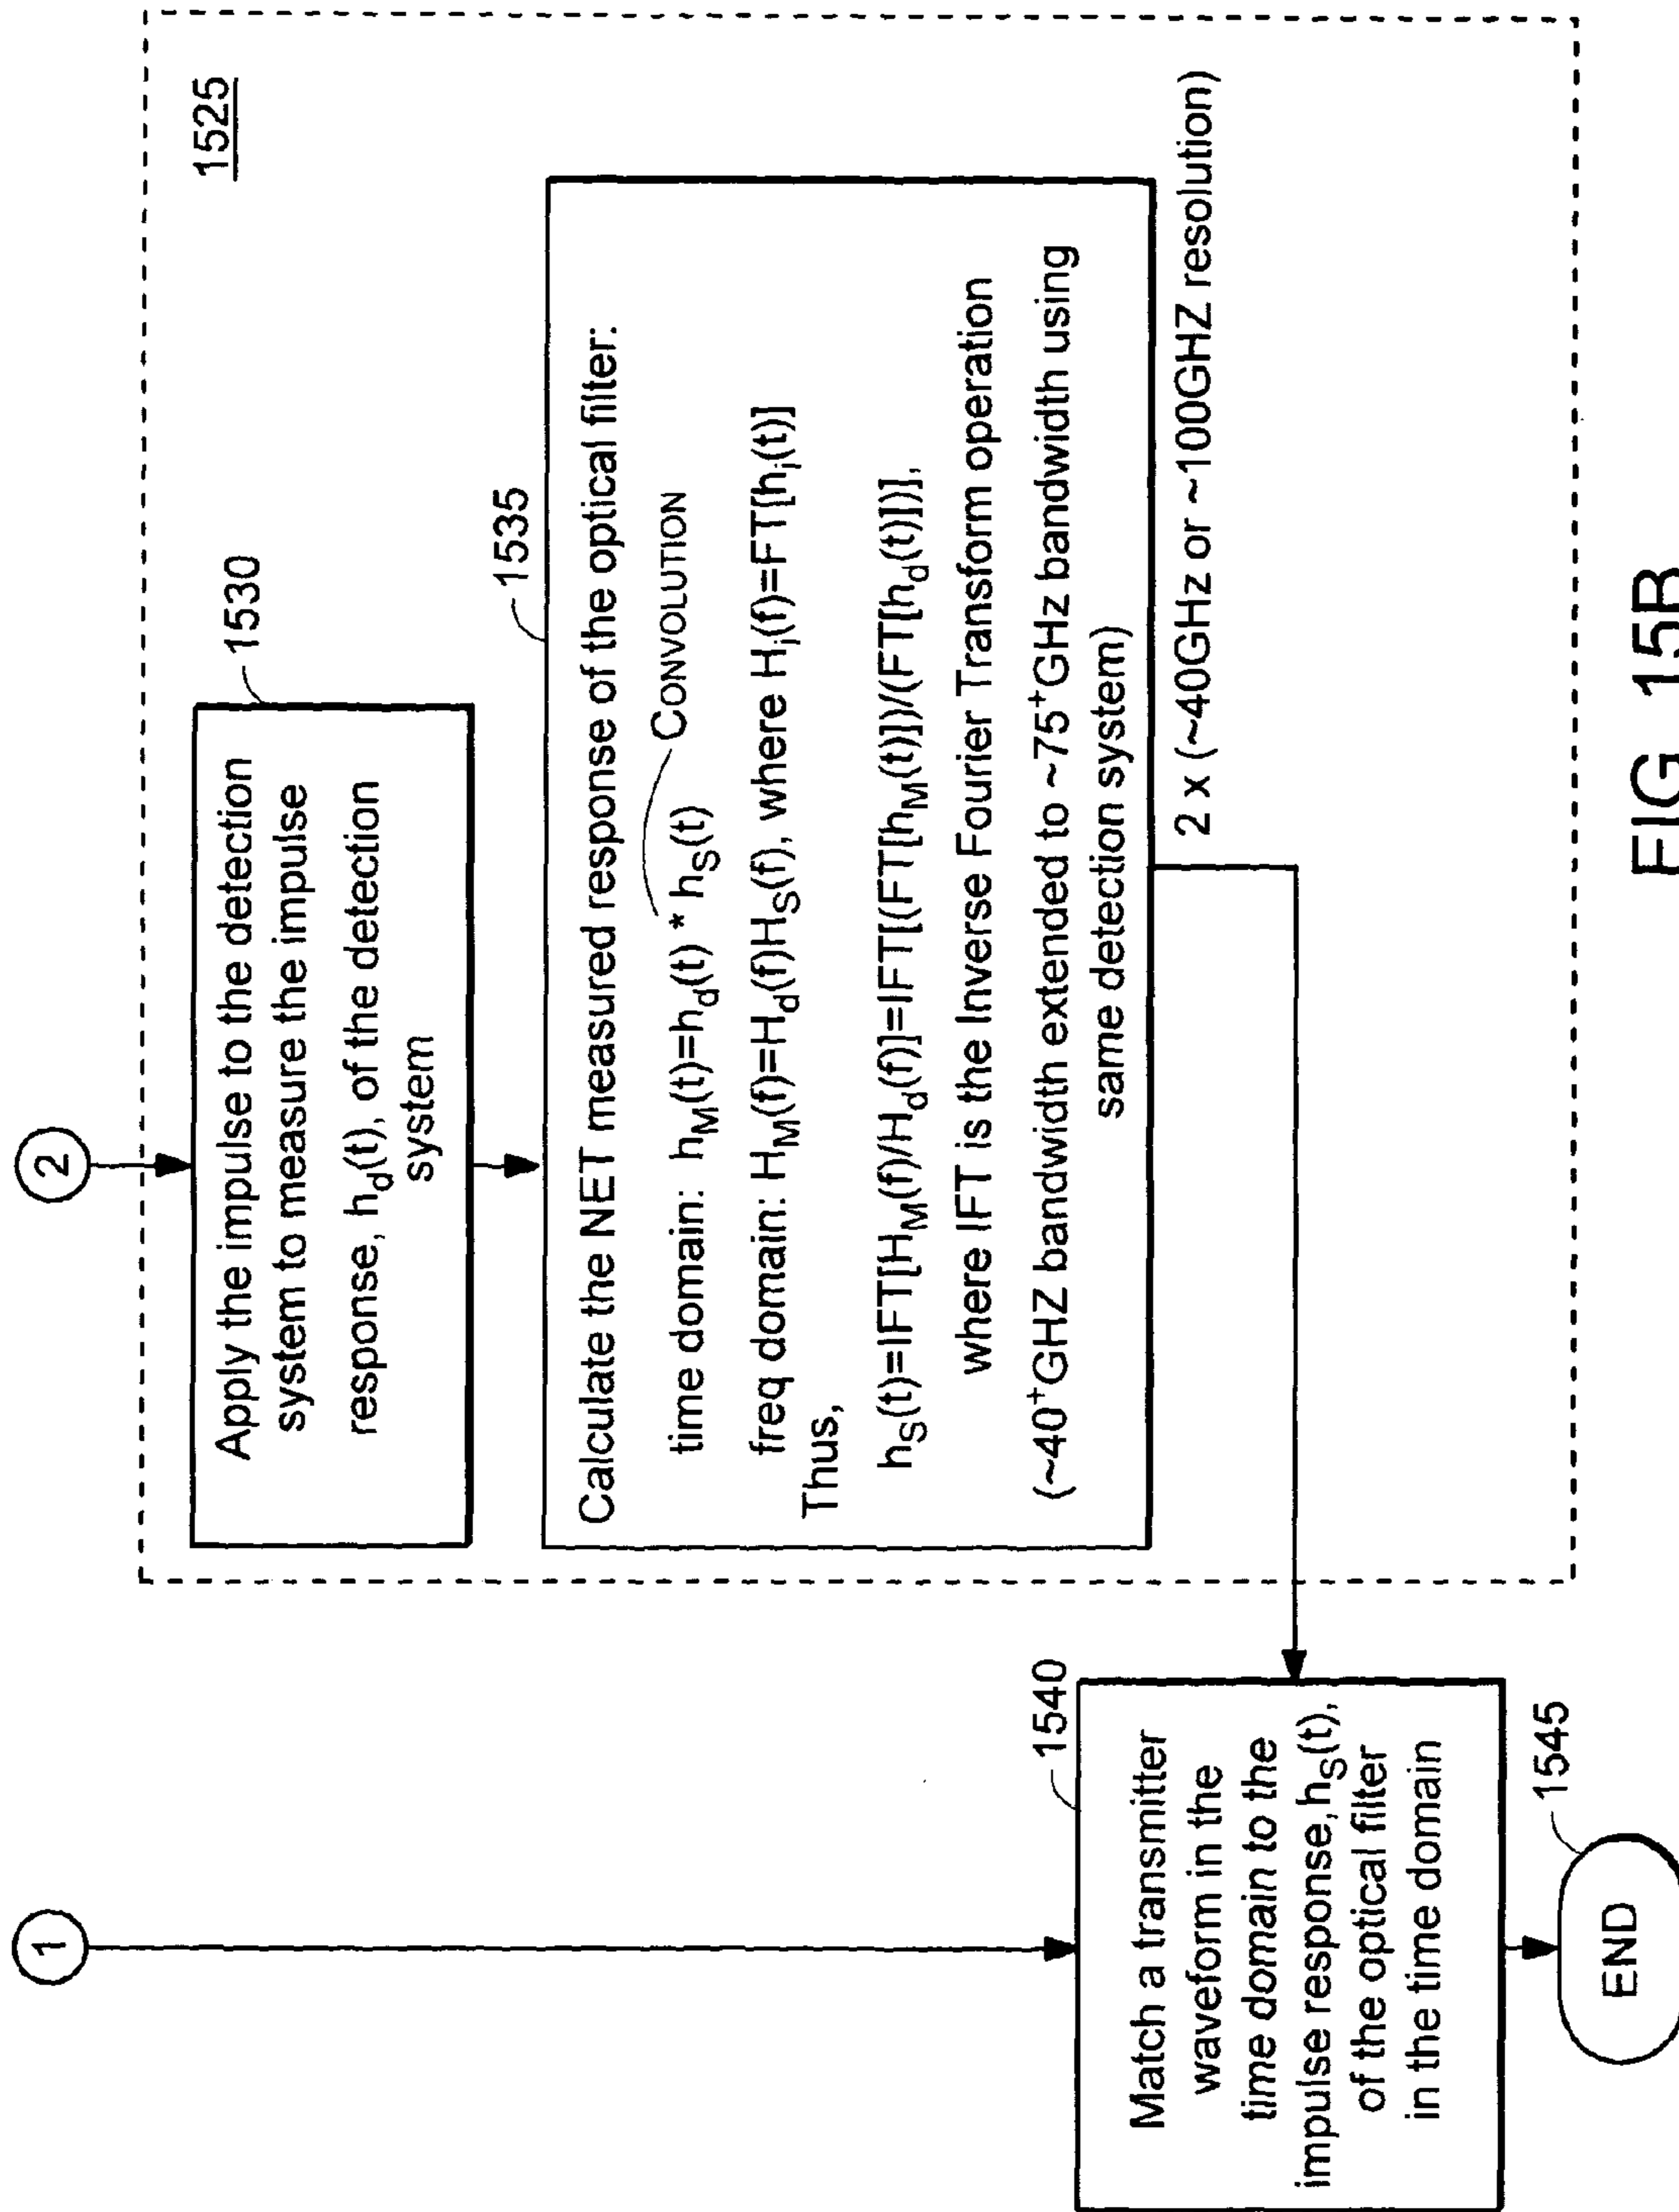 1
2
1525
1530
Apply the impulse to the detection
system to measure the impulse
response, h_d(t), of the detection
system
1535
Calculate the NET measured response of the optical filter:
time domain: h_M(t)=h_d(t) * h_S(t)
CONVOLUTION
freq domain: H_M(f)=H_d(f)H_S(f), where H_i(f)=FT[h_i(t)]
Thus,
h_S(t)=IFT[H_M(f)/H_d(f)]=IFT[(FT[h_M(t)])/(FT[h_d(t)])],
where IFT is the Inverse Fourier Transform operation
(~40⁺GHZ bandwidth extended to ~75⁺GHz bandwidth using
same detection system)
2 x (~40GHz or ~100GHZ resolution)
1540
Match a transmitter
waveform in the
time domain to the
impulse response, h_S(t),
of the optical filter
in the time domain
1545
END
FIG. 15B